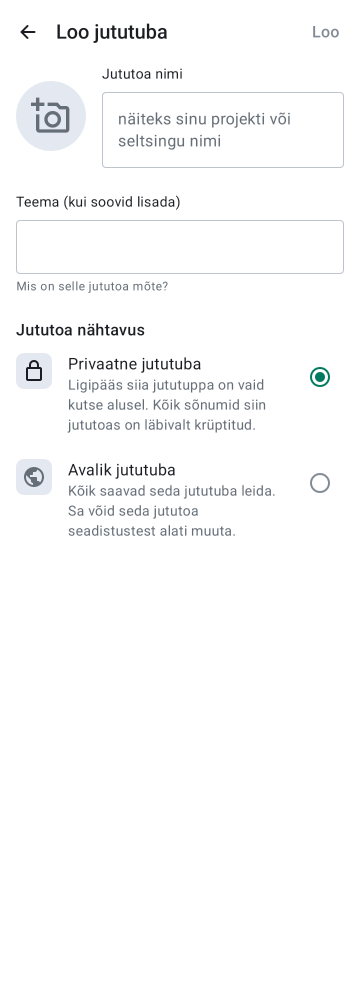 Loo jututuba
Loo
Jututoa nimi
näiteks sinu projekti või
seltsingu nimi
Teema (kui soovid lisada)
Mis on selle jututoa mõte?
Jututoa nähtavus
Privaatne jututuba
Ligipääs siia jututuppa on vaid
kutse alusel. Kõik sõnumid siin
jututoas on läbivalt krüptitud.
Avalik jututuba
Kõik saavad seda jututuba leida.
Sa võid seda jututoa
seadistustest alati muuta.